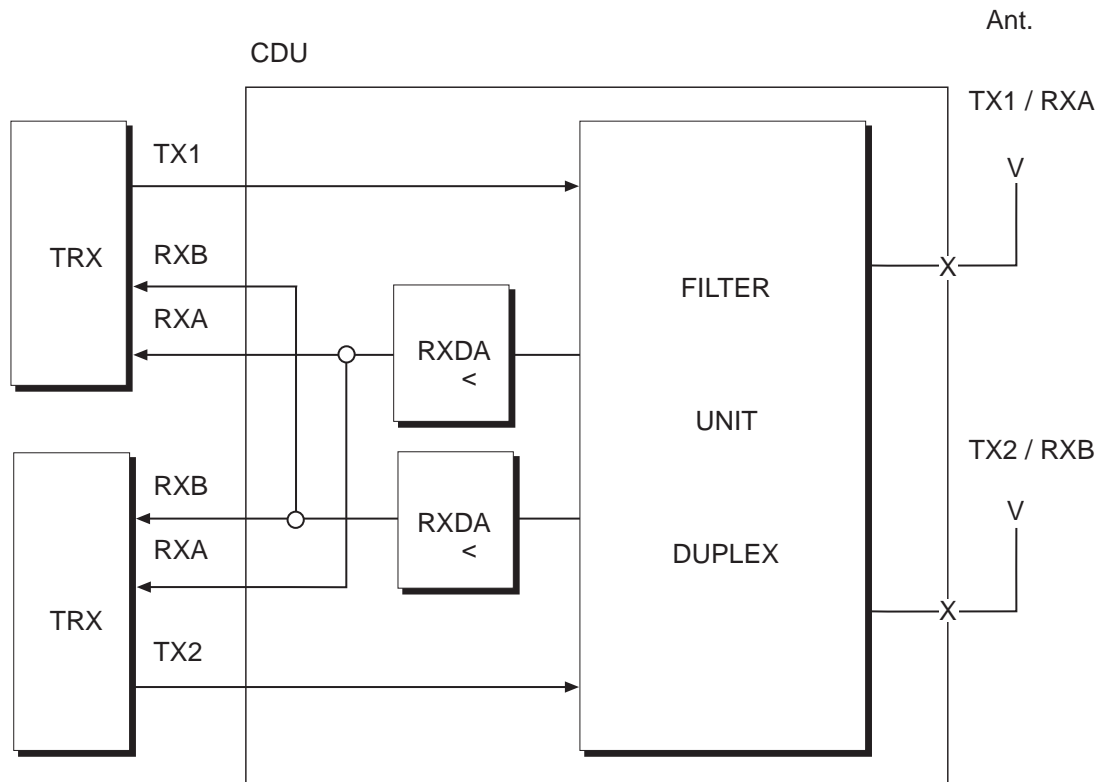 Ant.
CDU
TX1 / RXA
TX1
V
TRX
RXB
FILTER
X
RXA
RXDA
<
UNIT
TX2 / RXB
RXB
V
RXDA
<
RXA
DUPLEX
TRX
X
TX2